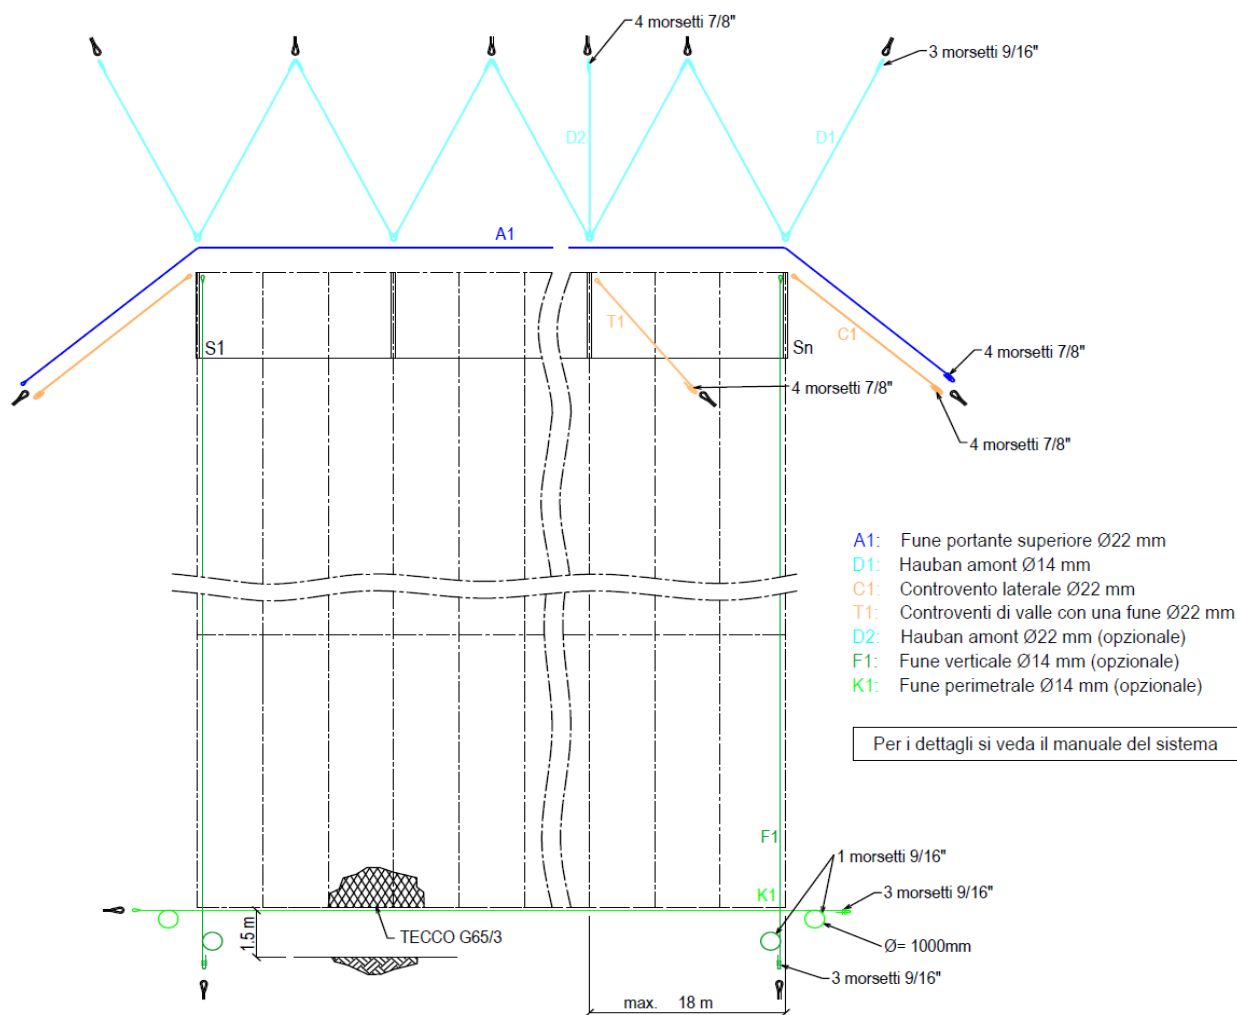 4 morsetti 7/8"
3 morsetti 9/16"
D2
D1
A1
S1
T1
Sn
C1
4 morsetti 7/8"
4 morsetti 7/8"
4 morsetti 7/8"
A1: Fune portante superiore Ø22 mm
D1: Hauban amont Ø14 mm
C1: Controvento laterale Ø22 mm
T1: Controventi di valle con una fune Ø22 mm
D2: Hauban amont Ø22 mm (opzionale)
F1: Fune verticale Ø14 mm (opzionale)
K1: Fune perimetrale Ø14 mm (opzionale)
Per i dettagli si veda il manuale del sistema
F1
1 morsetti 9/16"
K1
3 morsetti 9/16"
1.5 m
TECCO G65/3
Ø= 1000mm
3 morsetti 9/16"
max. 18 m